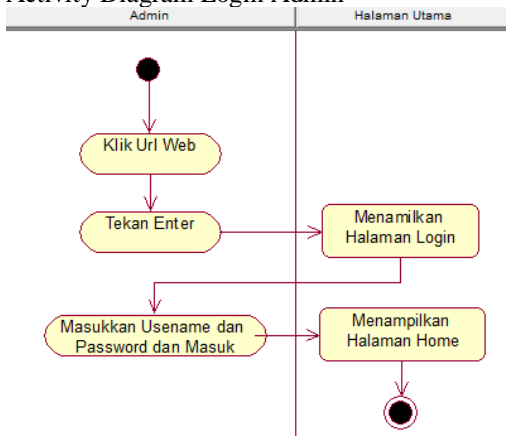 Activity Diagram Login Admin
Admin
Halaman Utama
Klik Url Web
Tekan Enter
Menamilkan
Halaman Login
Masukkan Usename dan
Password dan Masuk
Menampilkan
Halaman Home